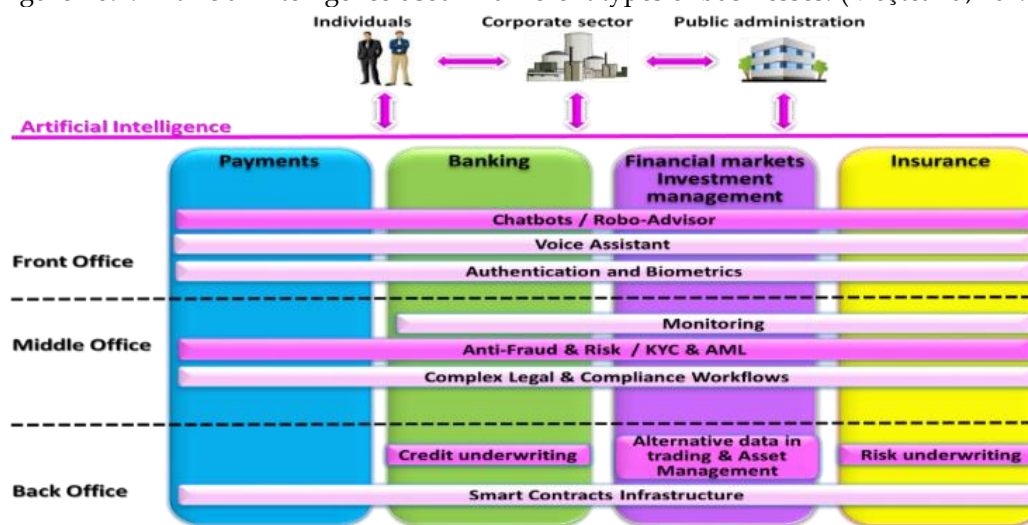 Individuals Corporate sector Public administration
Artificial Intelligence
Payments Banking Financial markets Insurance
Investment
management
Chatbots / Robo-Advisor
Voice Assistant
Front Office
Authentication and Biometrics
Monitoring
Middle Office
Anti-Fraud & Risk / KYC & AML
Complex Legal & Compliance Workflows
Alternative data in
Credit underwriting trading & Asset Risk underwriting
Management
Back Office Smart Contracts Infrastructure